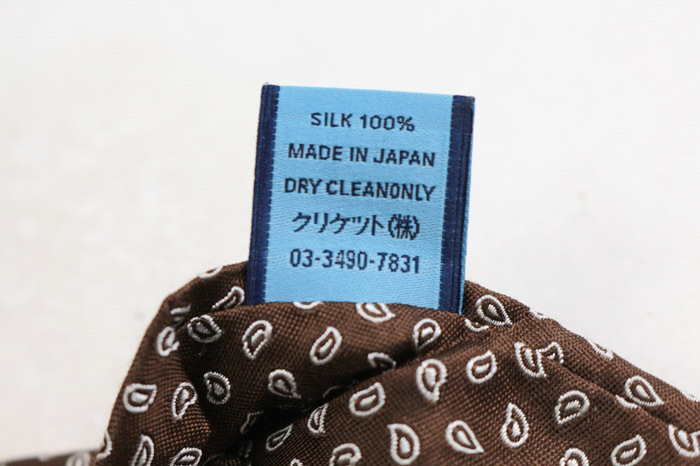 SILK 100%
MADE IN JAPAN
DRY CLEANONLY
クリケット(株)
03-3490-7831